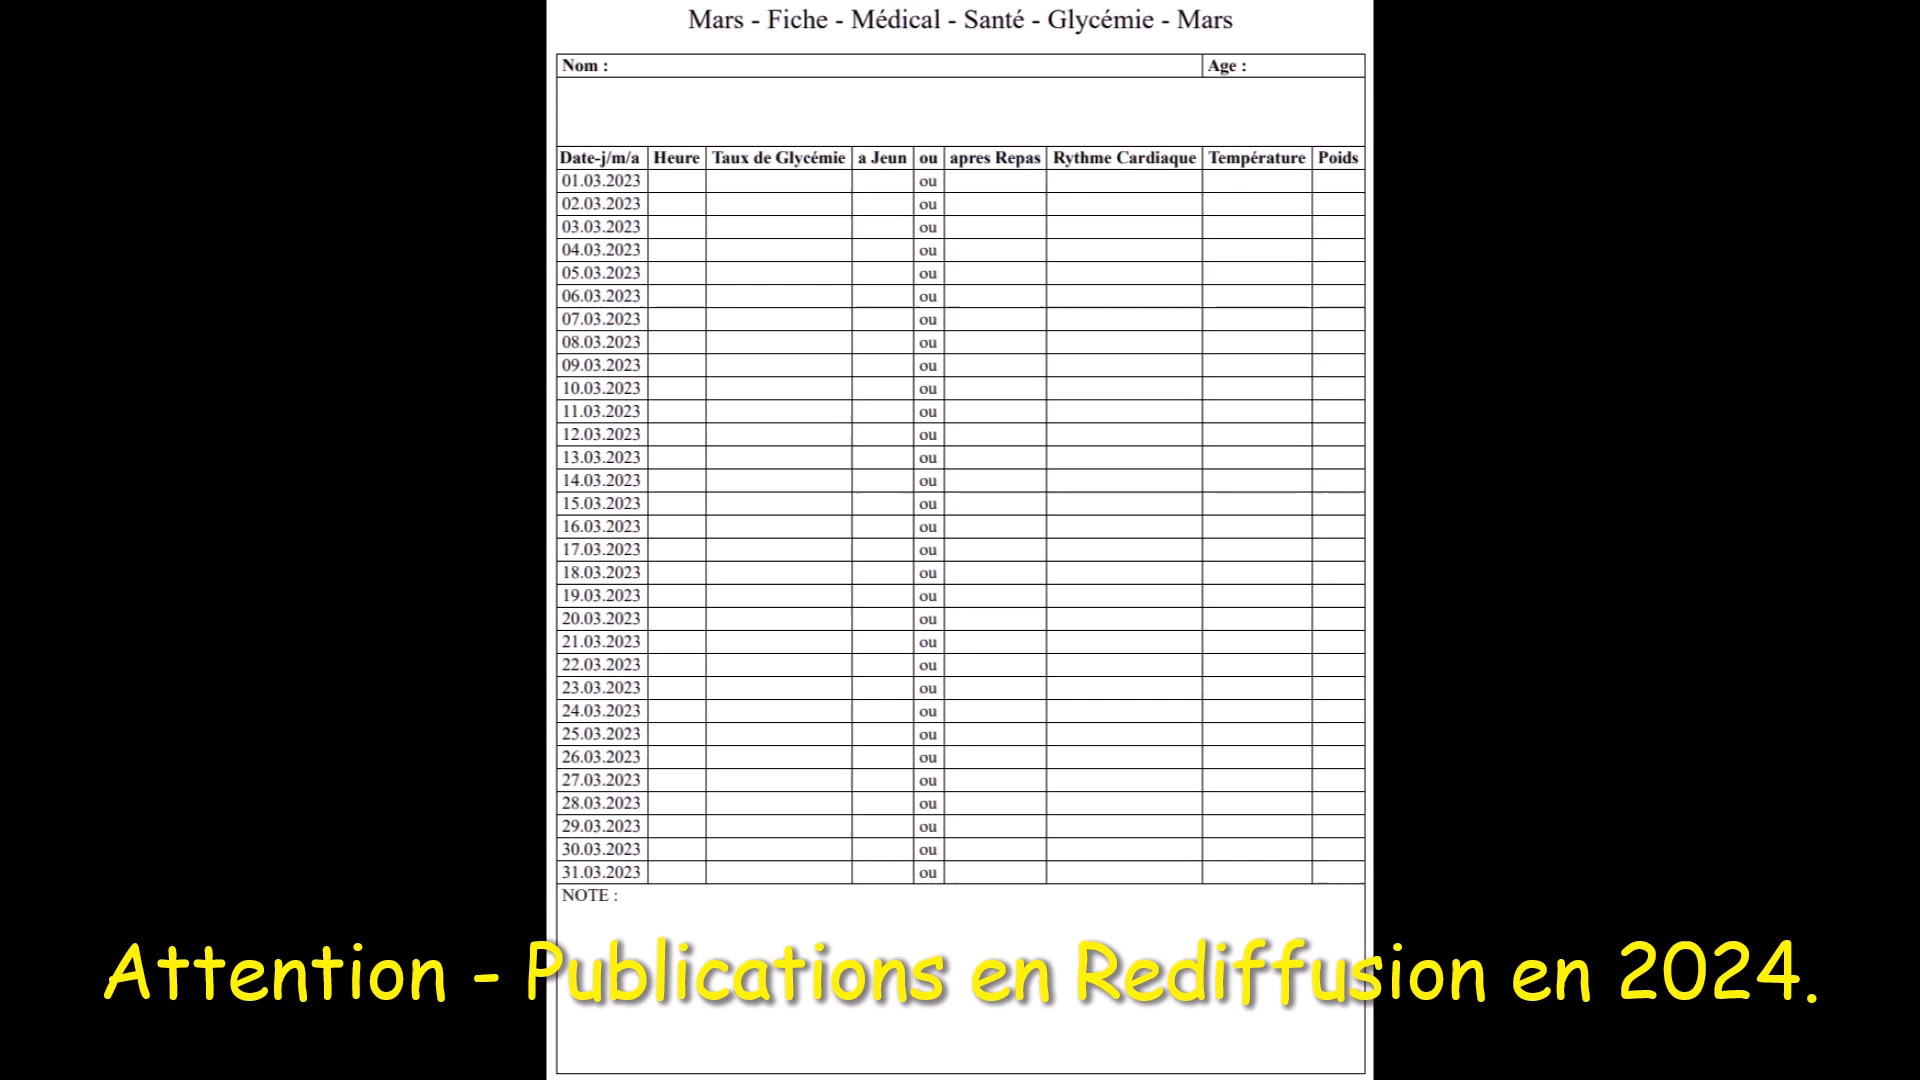 Mars - Fiche - Médical - Santé - Glycémie - Mars
Nom : Age :
Date-j/m/a Heure Taux de Glycémie a Jeun ou apres Repas Rythme Cardiaque Température Poids
01.03.2023 ou
02.03.2023 ou
03.03.2023 ou
04.03.2023 ou
05.03.2023 ou
06.03.2023 ou
07.03.2023 ou
08.03.2023 ou
09.03.2023 ou
10.03.2023 ou
11.03.2023 ou
12.03.2023 ou
13.03.2023 ou
14.03.2023 ou
15.03.2023 ou
16.03.2023 ou
17.03.2023 ou
18.03.2023 ou
19.03.2023 ou
20.03.2023 ou
21.03.2023 ou
22.03.2023 ou
23.03.2023 ou
24.03.2023 ou
25.03.2023 ou
26.03.2023 ou
27.03.2023 ou
28.03.2023 ou
29.03.2023 ou
30.03.2023 ou
31.03.2023 ou
NOTE :
Attention - Publications en Rediffusion en 2024.